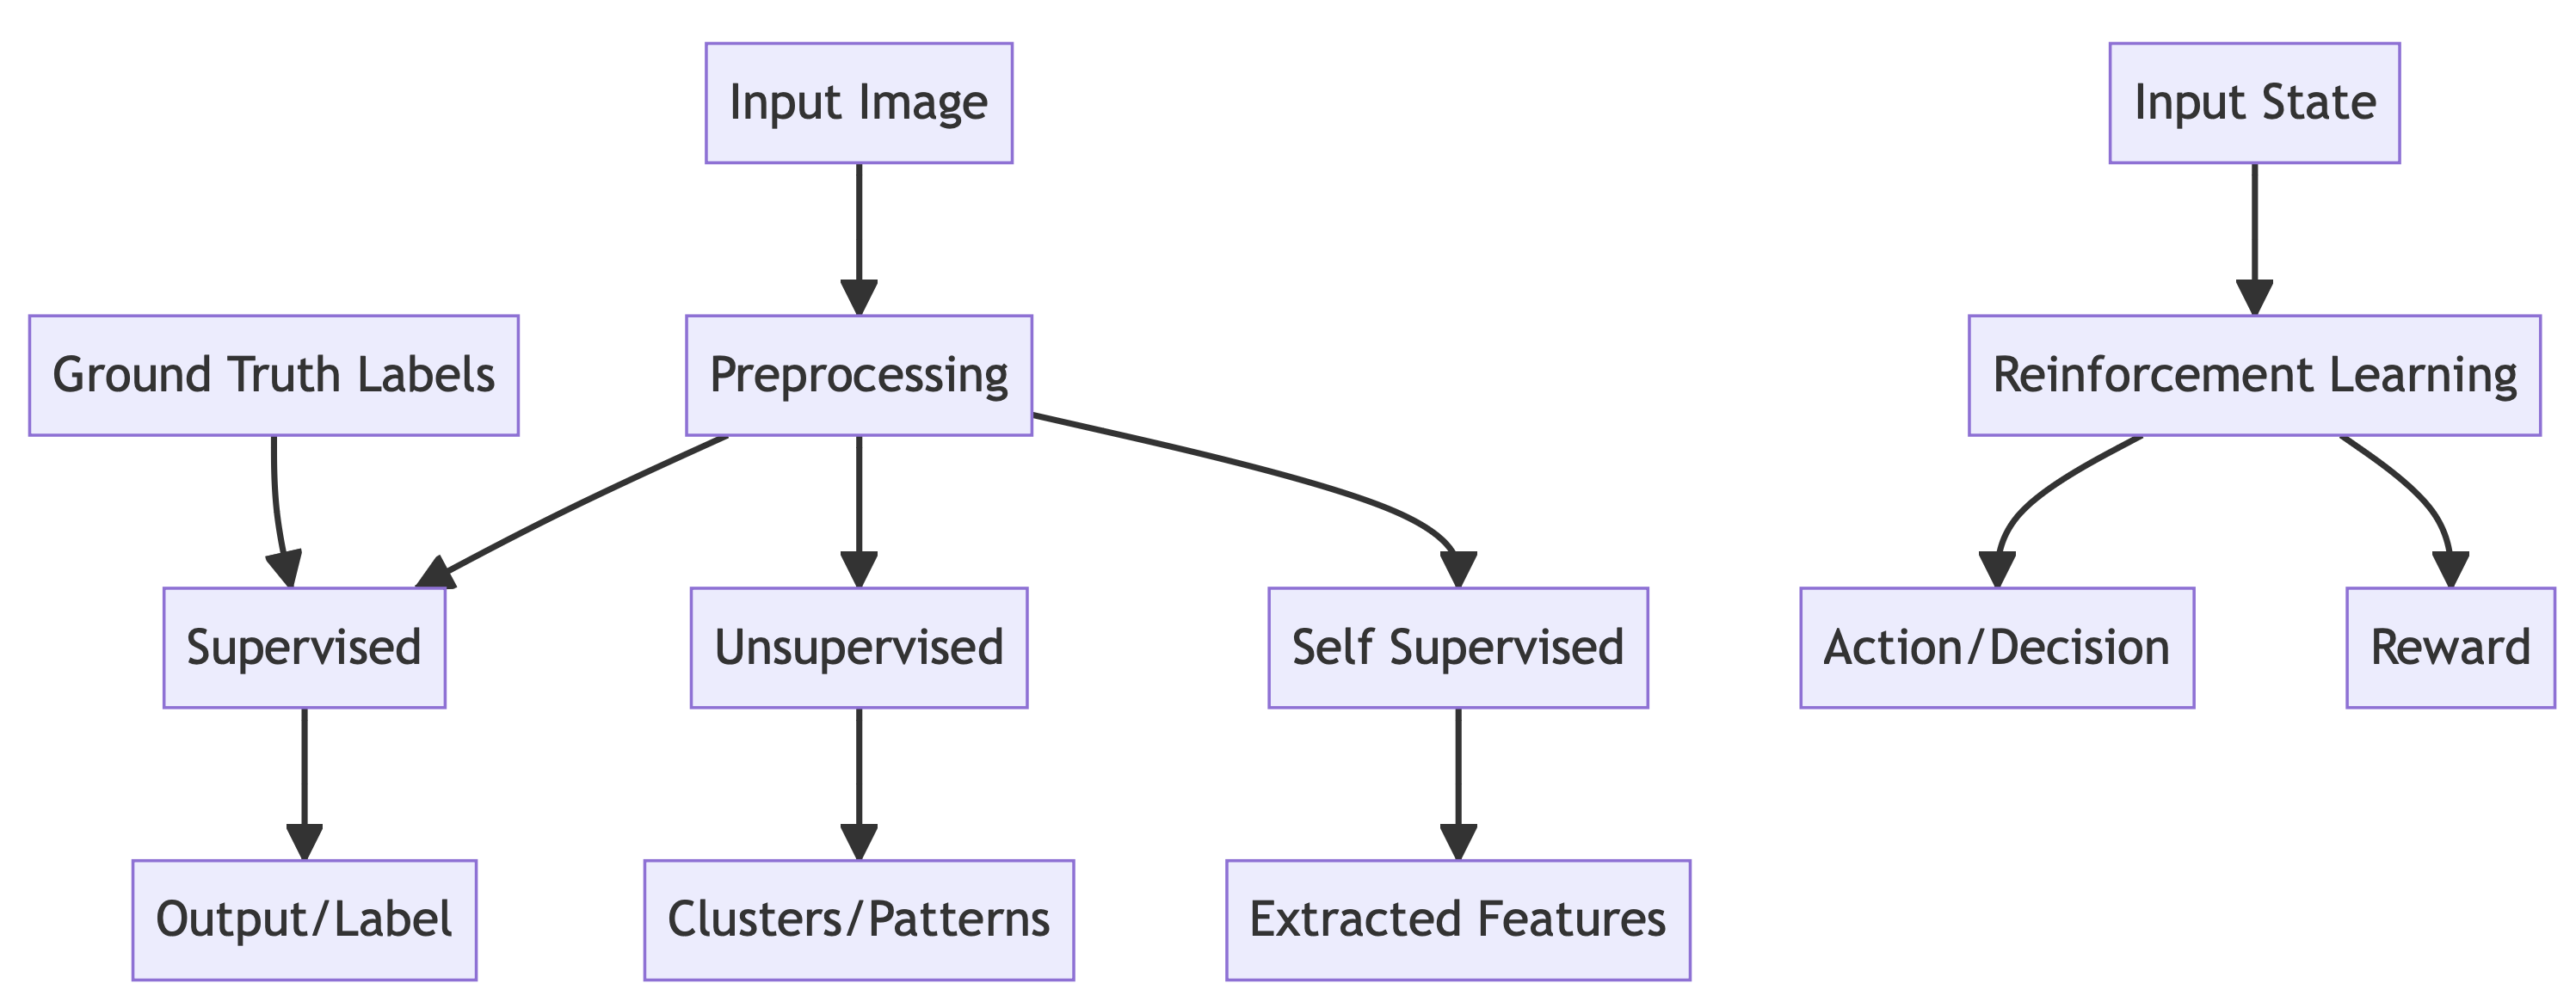 Input Image
Input State
Ground Truth Labels
Preprocessing
Reinforcement Learning
Supervised
Unsupervised
Self Supervised
Action/Decision
Reward
Output/Label
Clusters/Patterns
Extracted Features